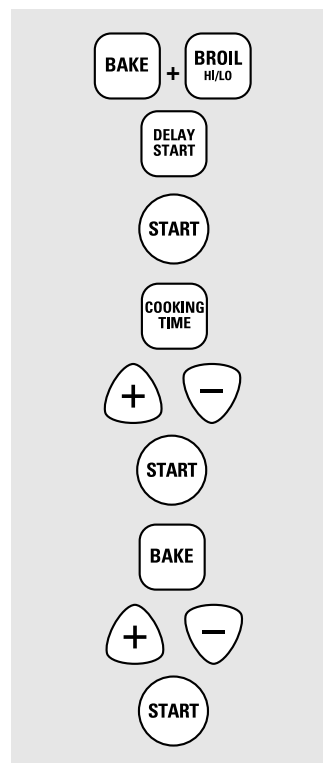 BAKE + BROIL
HI/LO
DELAY
START
START
COOKING
TIME
+ −
START
BAKE
+ −
START